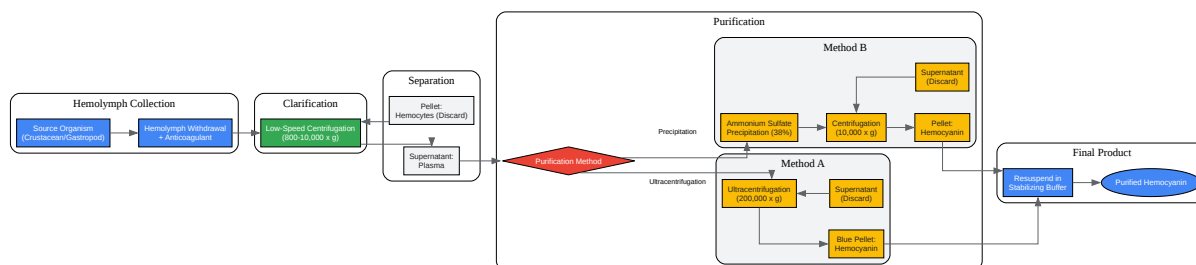 Purification
Method B
Supernatant
(Discard)
Separation
Hemolymph Collection
Clarification
Pellet:
Hemocytes (Discard)
Source Organism
(Crustacean/Gastropod)
Hemolymph Withdrawal
+ Anticoagulant
Low-Speed Centrifugation
(800-10,000 x g)
Precipitation
Ammonium Sulfate
Precipitation (38%)
Centrifugation
(10,000 x g)
Pellet:
Hemocyanin
Supernatant:
Plasma
Purification Method
Method A
Final Product
Ultracentrifugation
Ultracentrifugation
(200,000 x g)
Supernatant
(Discard)
Resuspend in
Stabilizing Buffer
Purified Hemocyanin
Blue Pellet:
Hemocyanin